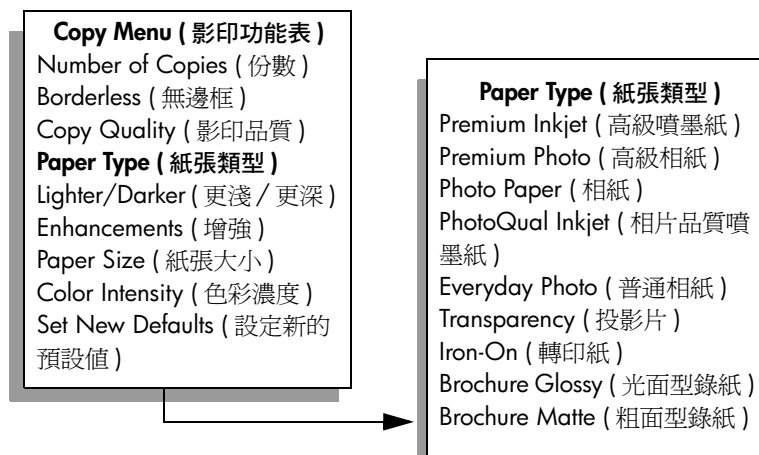 Copy Menu ( 影印功能表 )
Number of Copies ( 份數 )
Borderless ( 無邊框 )
Copy Quality ( 影印品質 )
Paper Type ( 紙張類型 )
Lighter/Darker ( 更淺 / 更深 )
Enhancements ( 增強 )
Paper Size ( 紙張大小 )
Color Intensity ( 色彩濃度 )
Set New Defaults ( 設定新的
預設值 )
Paper Type ( 紙張類型 )
Premium Inkjet ( 高級噴墨紙 )
Premium Photo ( 高級相紙 )
Photo Paper ( 相紙 )
PhotoQual Inkjet ( 相片品質噴
墨紙 )
Everyday Photo ( 普通相紙 )
Transparency ( 投影片 )
Iron-On ( 轉印紙 )
Brochure Glossy ( 光面型錄紙 )
Brochure Matte ( 粗面型錄紙 )